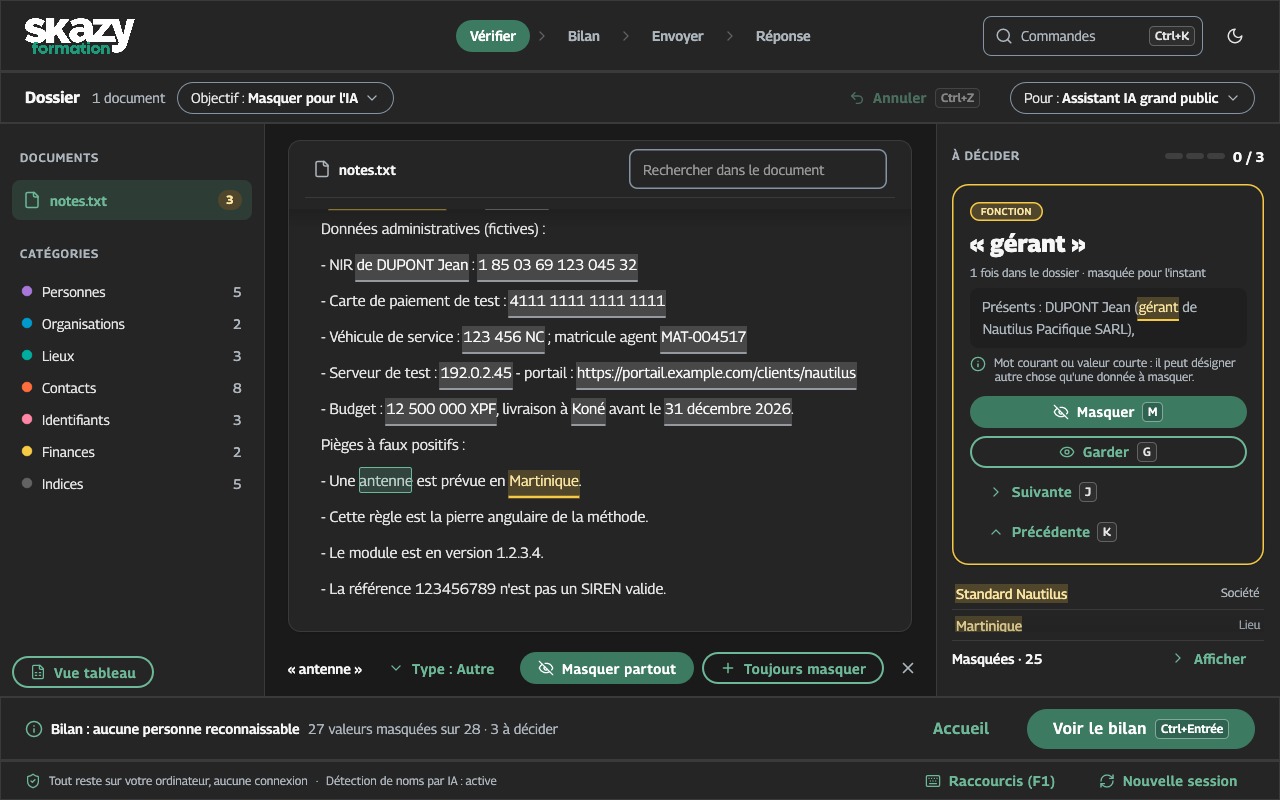 skazy
formation
Vérifier
Bilan
Envoyer
Réponse
Commandes Ctrl+K
Dossier 1 document
Objectif : Masquer pour l'IA
Annuler Ctrl+Z
Pour : Assistant IA grand public
DOCUMENTS
notes.txt 3
CATÉGORIES
Personnes 5
Organisations 2
Lieux 3
Contacts 8
Identifiants 3
Finances 2
Indices 5
Vue tableau
notes.txt
Rechercher dans le document
Données administratives (fictives) :
- NIR de DUPONT Jean : 1 85 03 69 123 045 32
- Carte de paiement de test : 4111 1111 1111 1111
- Véhicule de service : 123 456 NC ; matricule agent MAT-004517
- Serveur de test : 192.0.2.45 - portail : https://portail.example.com/clients/nautilus
- Budget : 12 500 000 XPF, livraison à Koné avant le 31 décembre 2026.
Pièges à faux positifs :
- Une antenne est prévue en Martinique.
- Cette règle est la pierre angulaire de la méthode.
- Le module est en version 1.2.3.4.
- La référence 123456789 n'est pas un SIREN valide.
« antenne »
Type : Autre
Masquer partout
Toujours masquer
À DÉCIDER
0 / 3
FONCTION
« gérant »
1 fois dans le dossier · masquée pour l'instant
Présents : DUPONT Jean (gérant de
Nautilus Pacifique SARL),
Mot courant ou valeur courte : il peut désigner
autre chose qu'une donnée à masquer.
Masquer M
Garder G
Suivante J
Précédente K
Standard Nautilus Société
Martinique Lieu
Masquées · 25
Afficher
Bilan : aucune personne reconnaissable 27 valeurs masquées sur 28 · 3 à décider
Accueil
Voir le bilan Ctrl+Entrée
Tout reste sur votre ordinateur, aucune connexion · Détection de noms par IA : active
Raccourcis (F1)
Nouvelle session